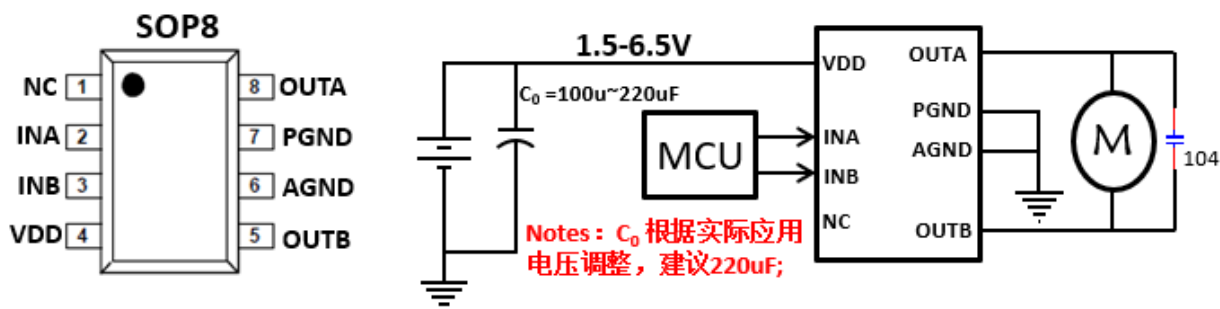 SOP8
NC 1
INA 2
INB 3
VDD 4
8 OUTA
7 PGND
6 AGND
5 OUTB
1.5-6.5V
C₀ =100u~220uF
MCU
VDD
INA
INB
NC
OUTA
PGND
AGND
OUTB
M
104
Notes：C₀ 根据实际应用
电压调整，建议220uF;